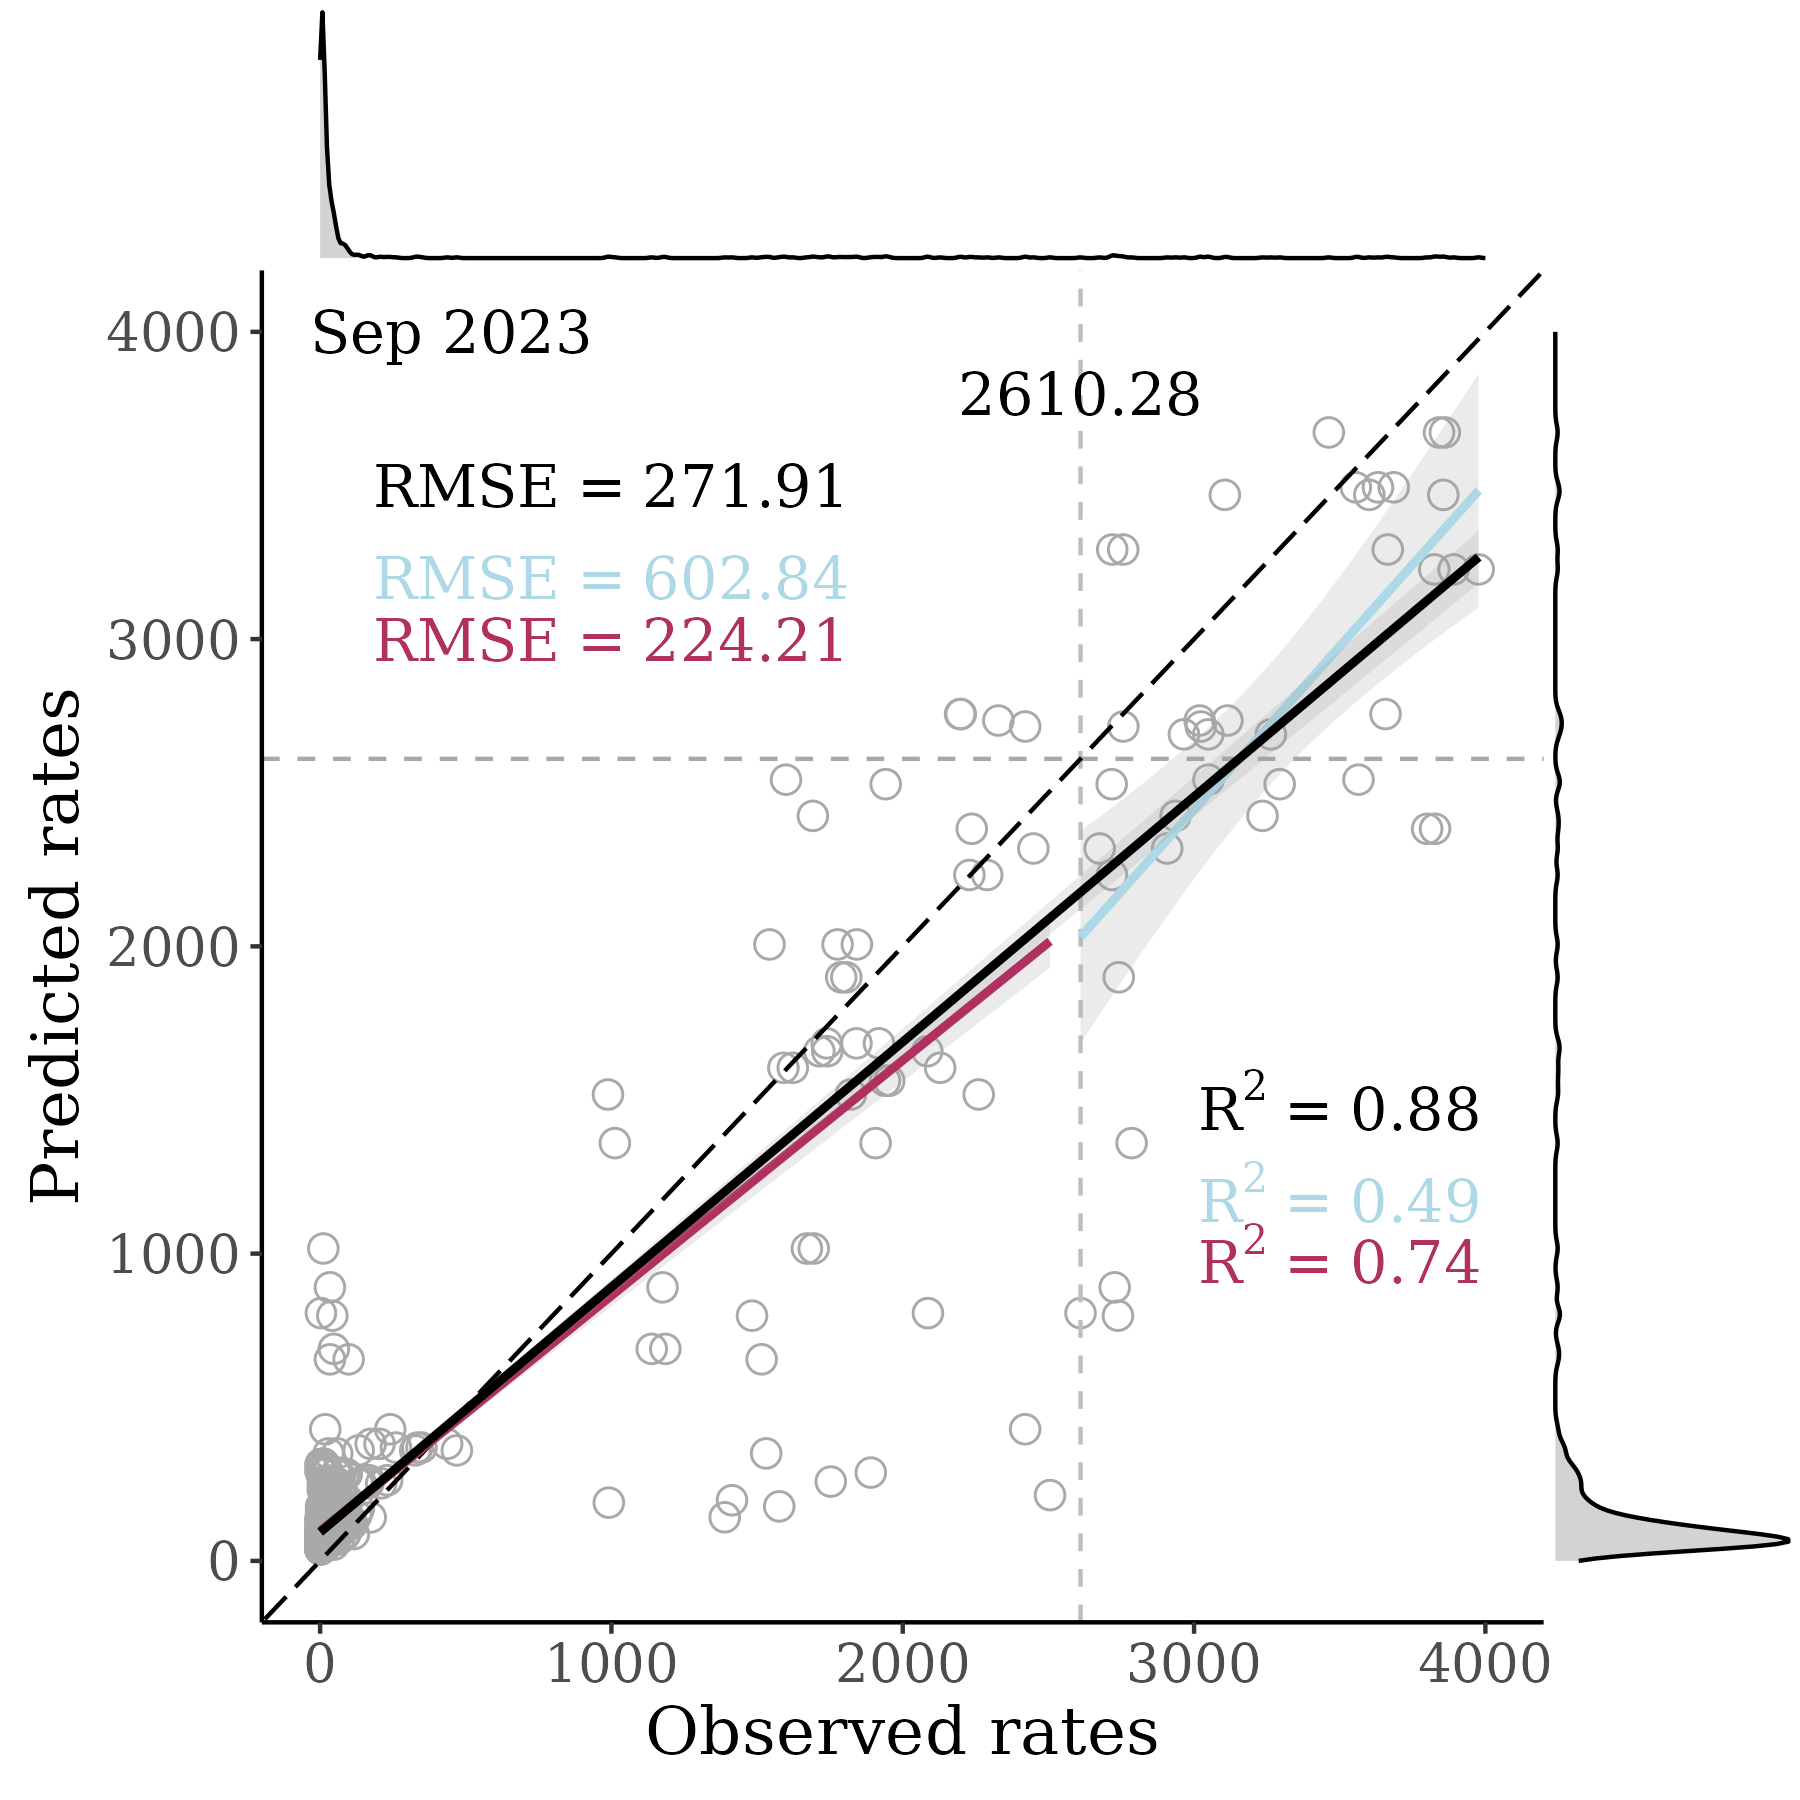 Sep 2023
2610.28
RMSE = 271.91
RMSE = 602.84
RMSE = 224.21
R² = 0.88
R² = 0.49
R² = 0.74
Predicted rates
4000
3000
2000
1000
0
0 1000 2000 3000 4000
Observed rates